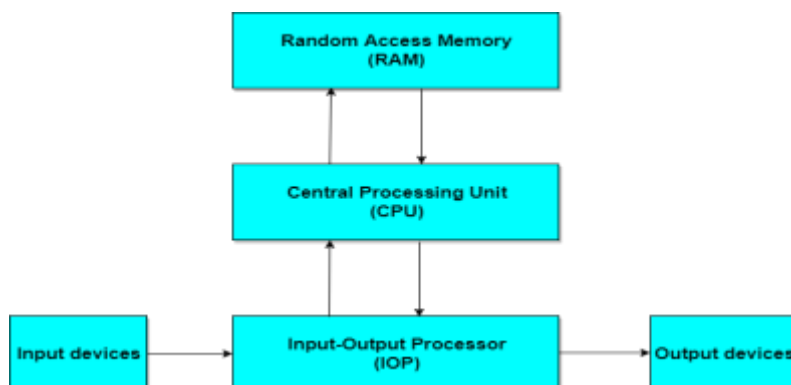 Random Access Memory
(RAM)
Central Processing Unit
(CPU)
Input devices
Input-Output Processor
(IOP)
Output devices